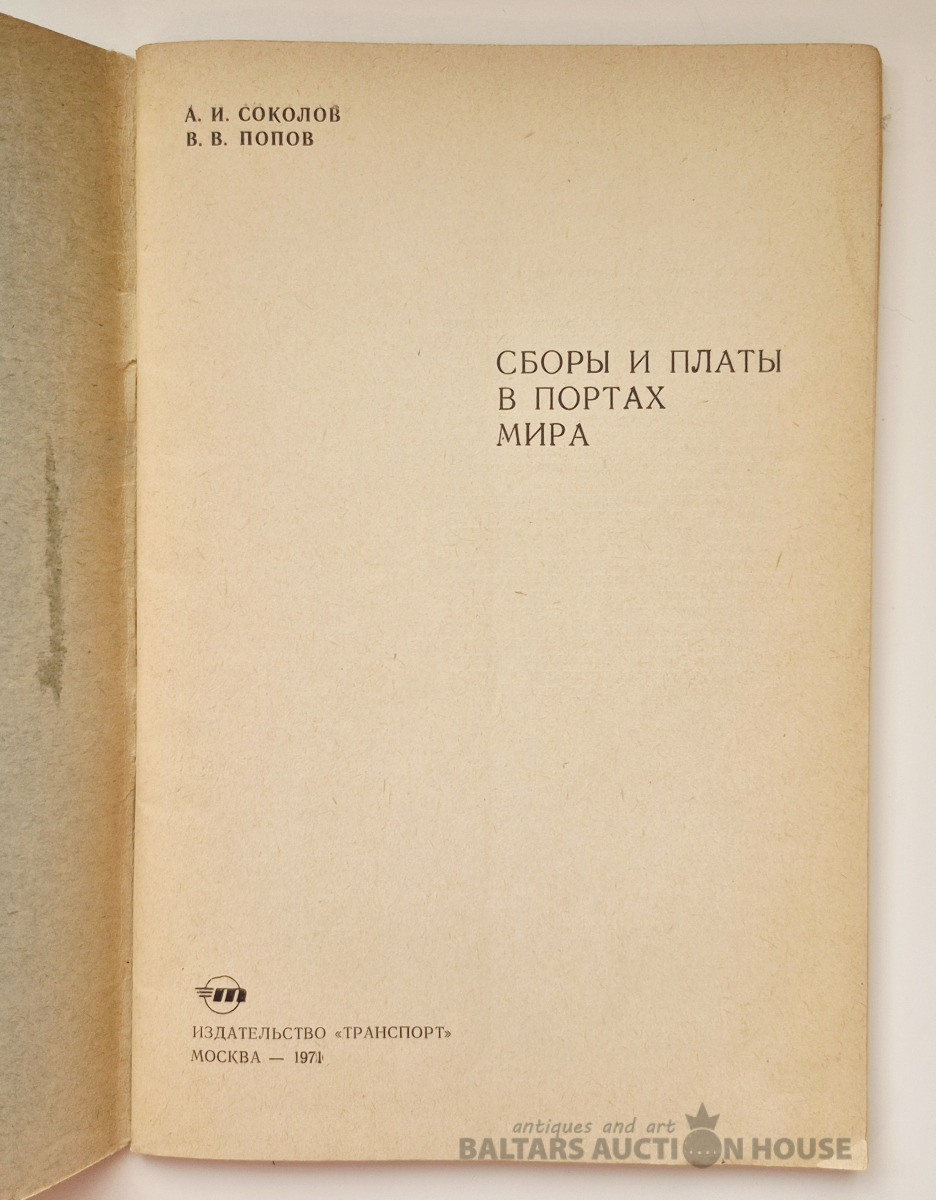 А. И. СОКОЛОВ
В. В. ПОПОВ
СБОРЫ И ПЛАТЫ
В ПОРТАХ
МИРА
т
ИЗДАТЕЛЬСТВО «ТРАНСПОРТ»
МОСКВА — 1971
antiques and art
BALTARS AUCTION HOUSE